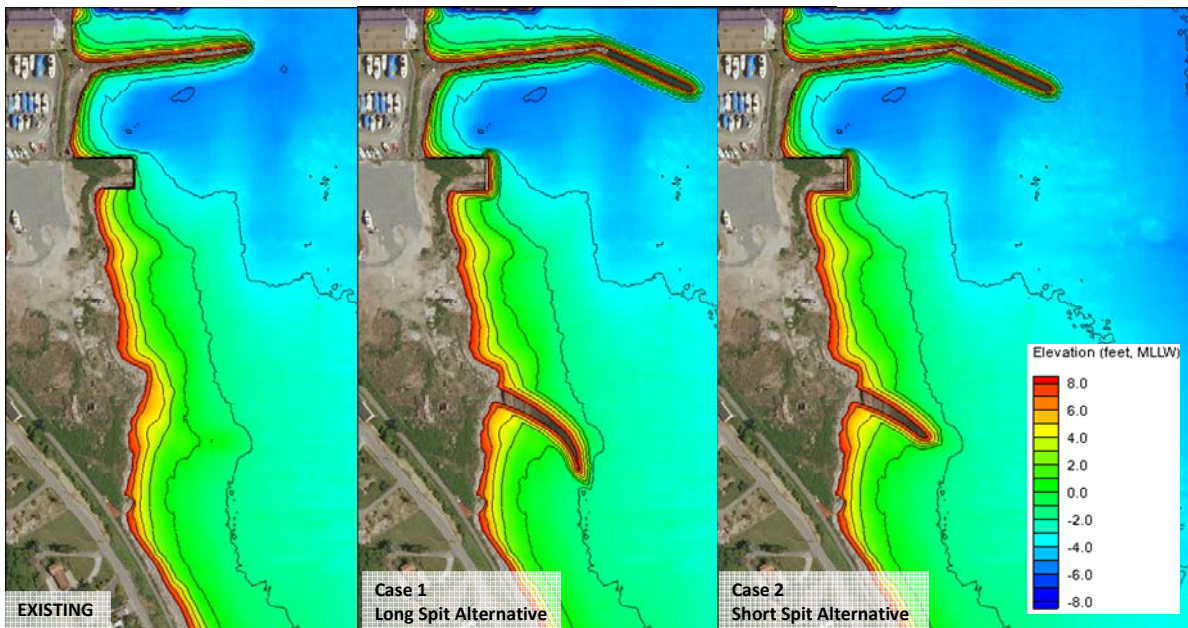 EXISTING
Case 1
Long Spit Alternative
Case 2
Short Spit Alternative
Elevation (feet, MLLW)
8.0
6.0
4.0
2.0
0.0
-2.0
-4.0
-6.0
-8.0